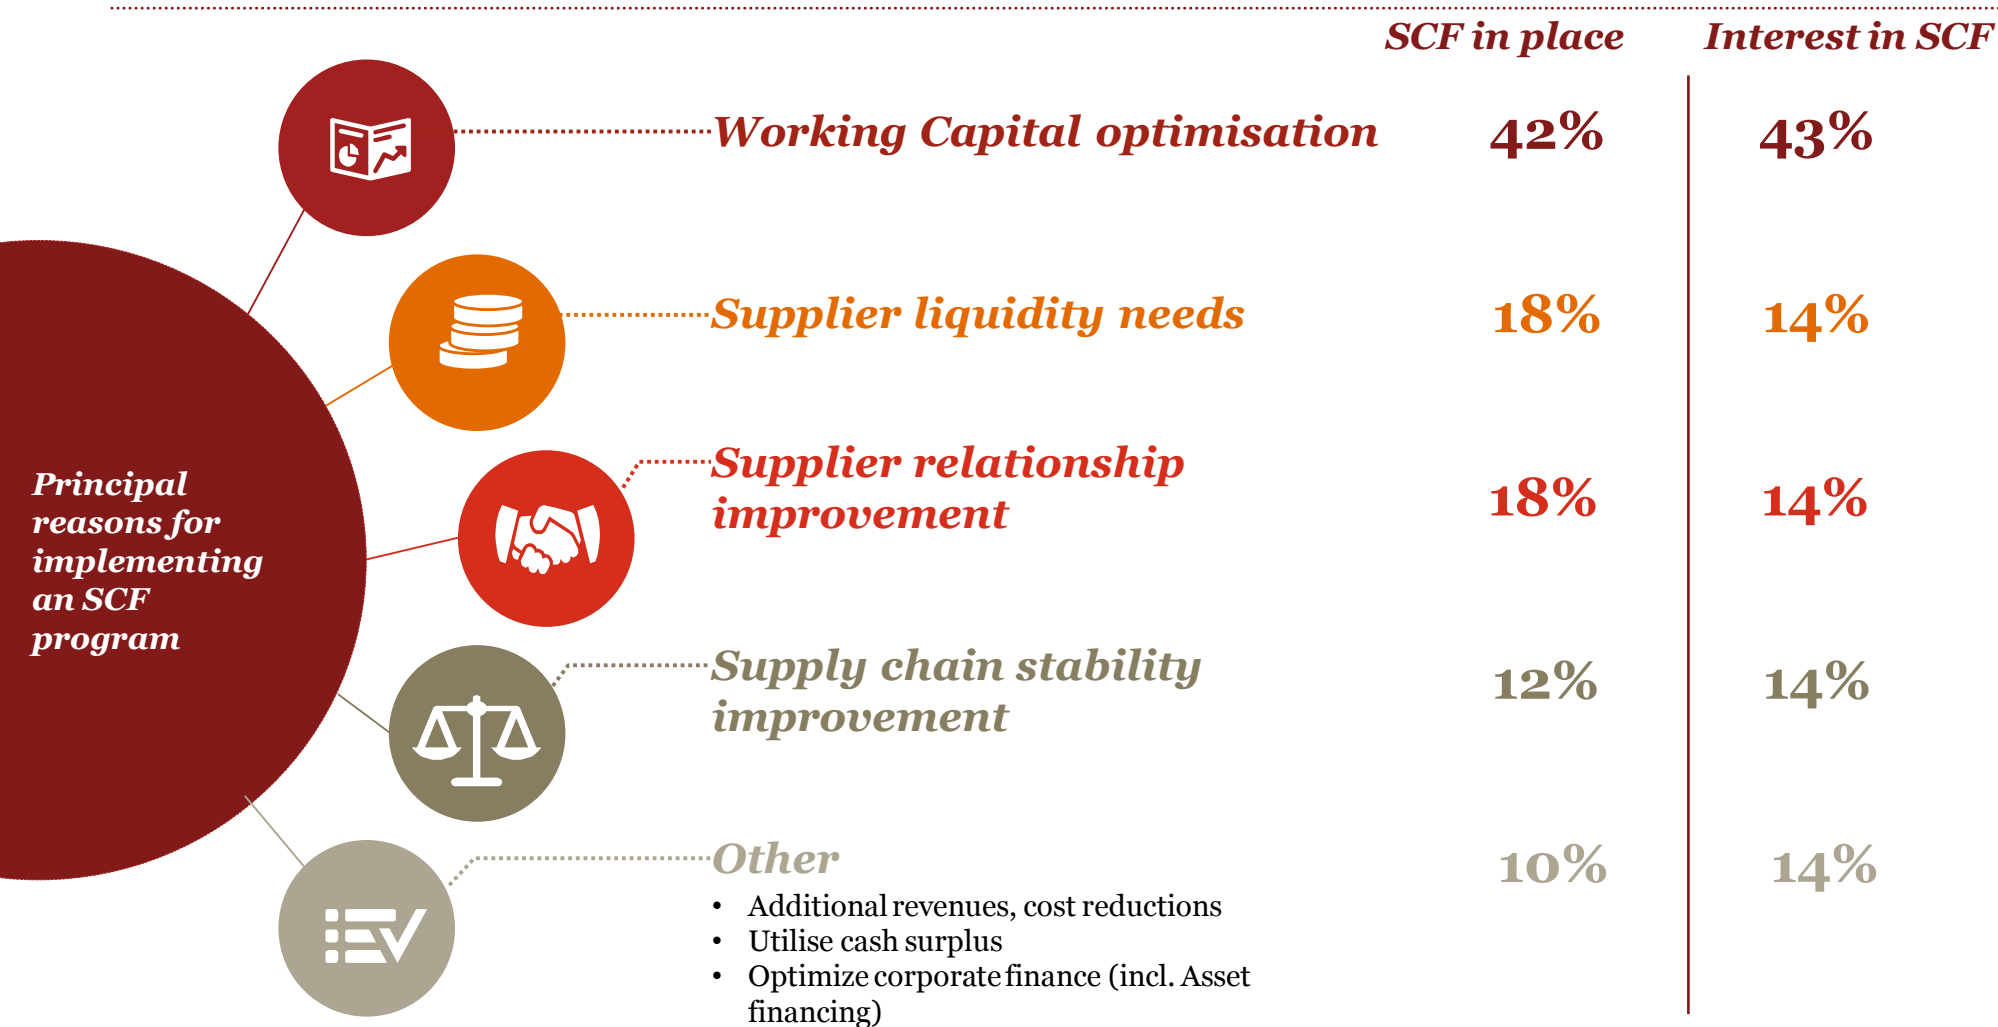 SCF in place
Interest in SCF
Working Capital optimisation
42%
43%
Supplier liquidity needs
18%
14%
Supplier relationship
improvement
18%
14%
Principal
reasons for
implementing
an SCF
program
Supply chain stability
improvement
12%
14%
Other
10%
14%
• Additional revenues, cost reductions
• Utilise cash surplus
• Optimize corporate finance (incl. Asset
financing)